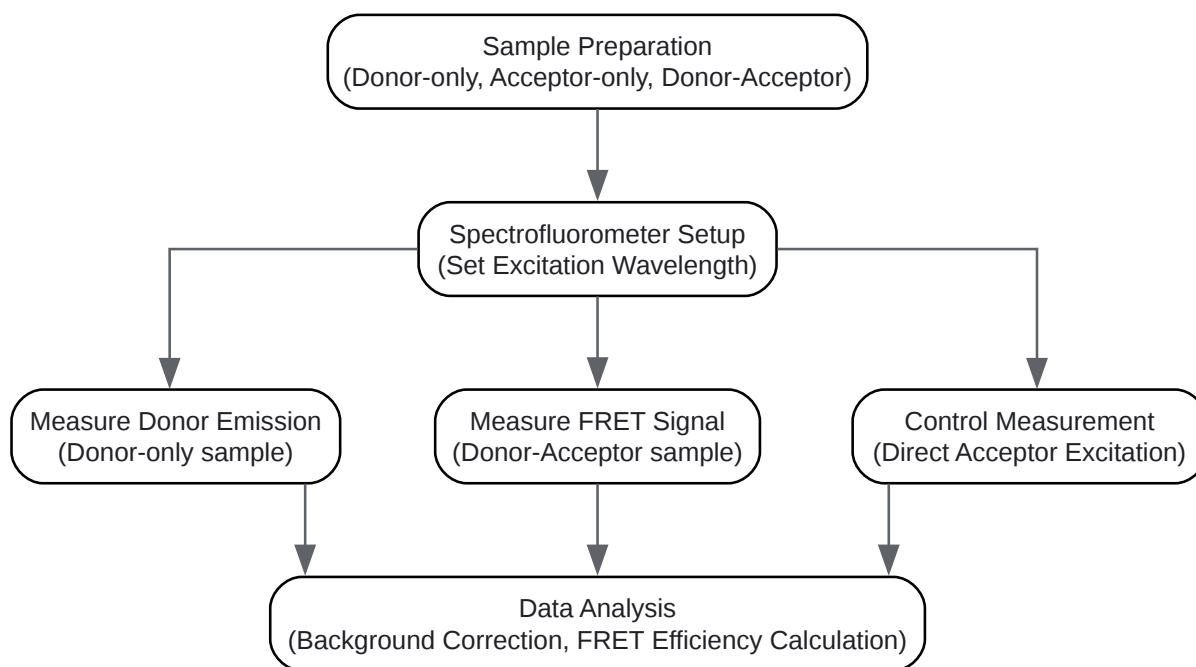 Sample Preparation
(Donor-only, Acceptor-only, Donor-Acceptor)
Spectrofluorometer Setup
(Set Excitation Wavelength)
Measure Donor Emission
(Donor-only sample)
Measure FRET Signal
(Donor-Acceptor sample)
Control Measurement
(Direct Acceptor Excitation)
Data Analysis
(Background Correction, FRET Efficiency Calculation)